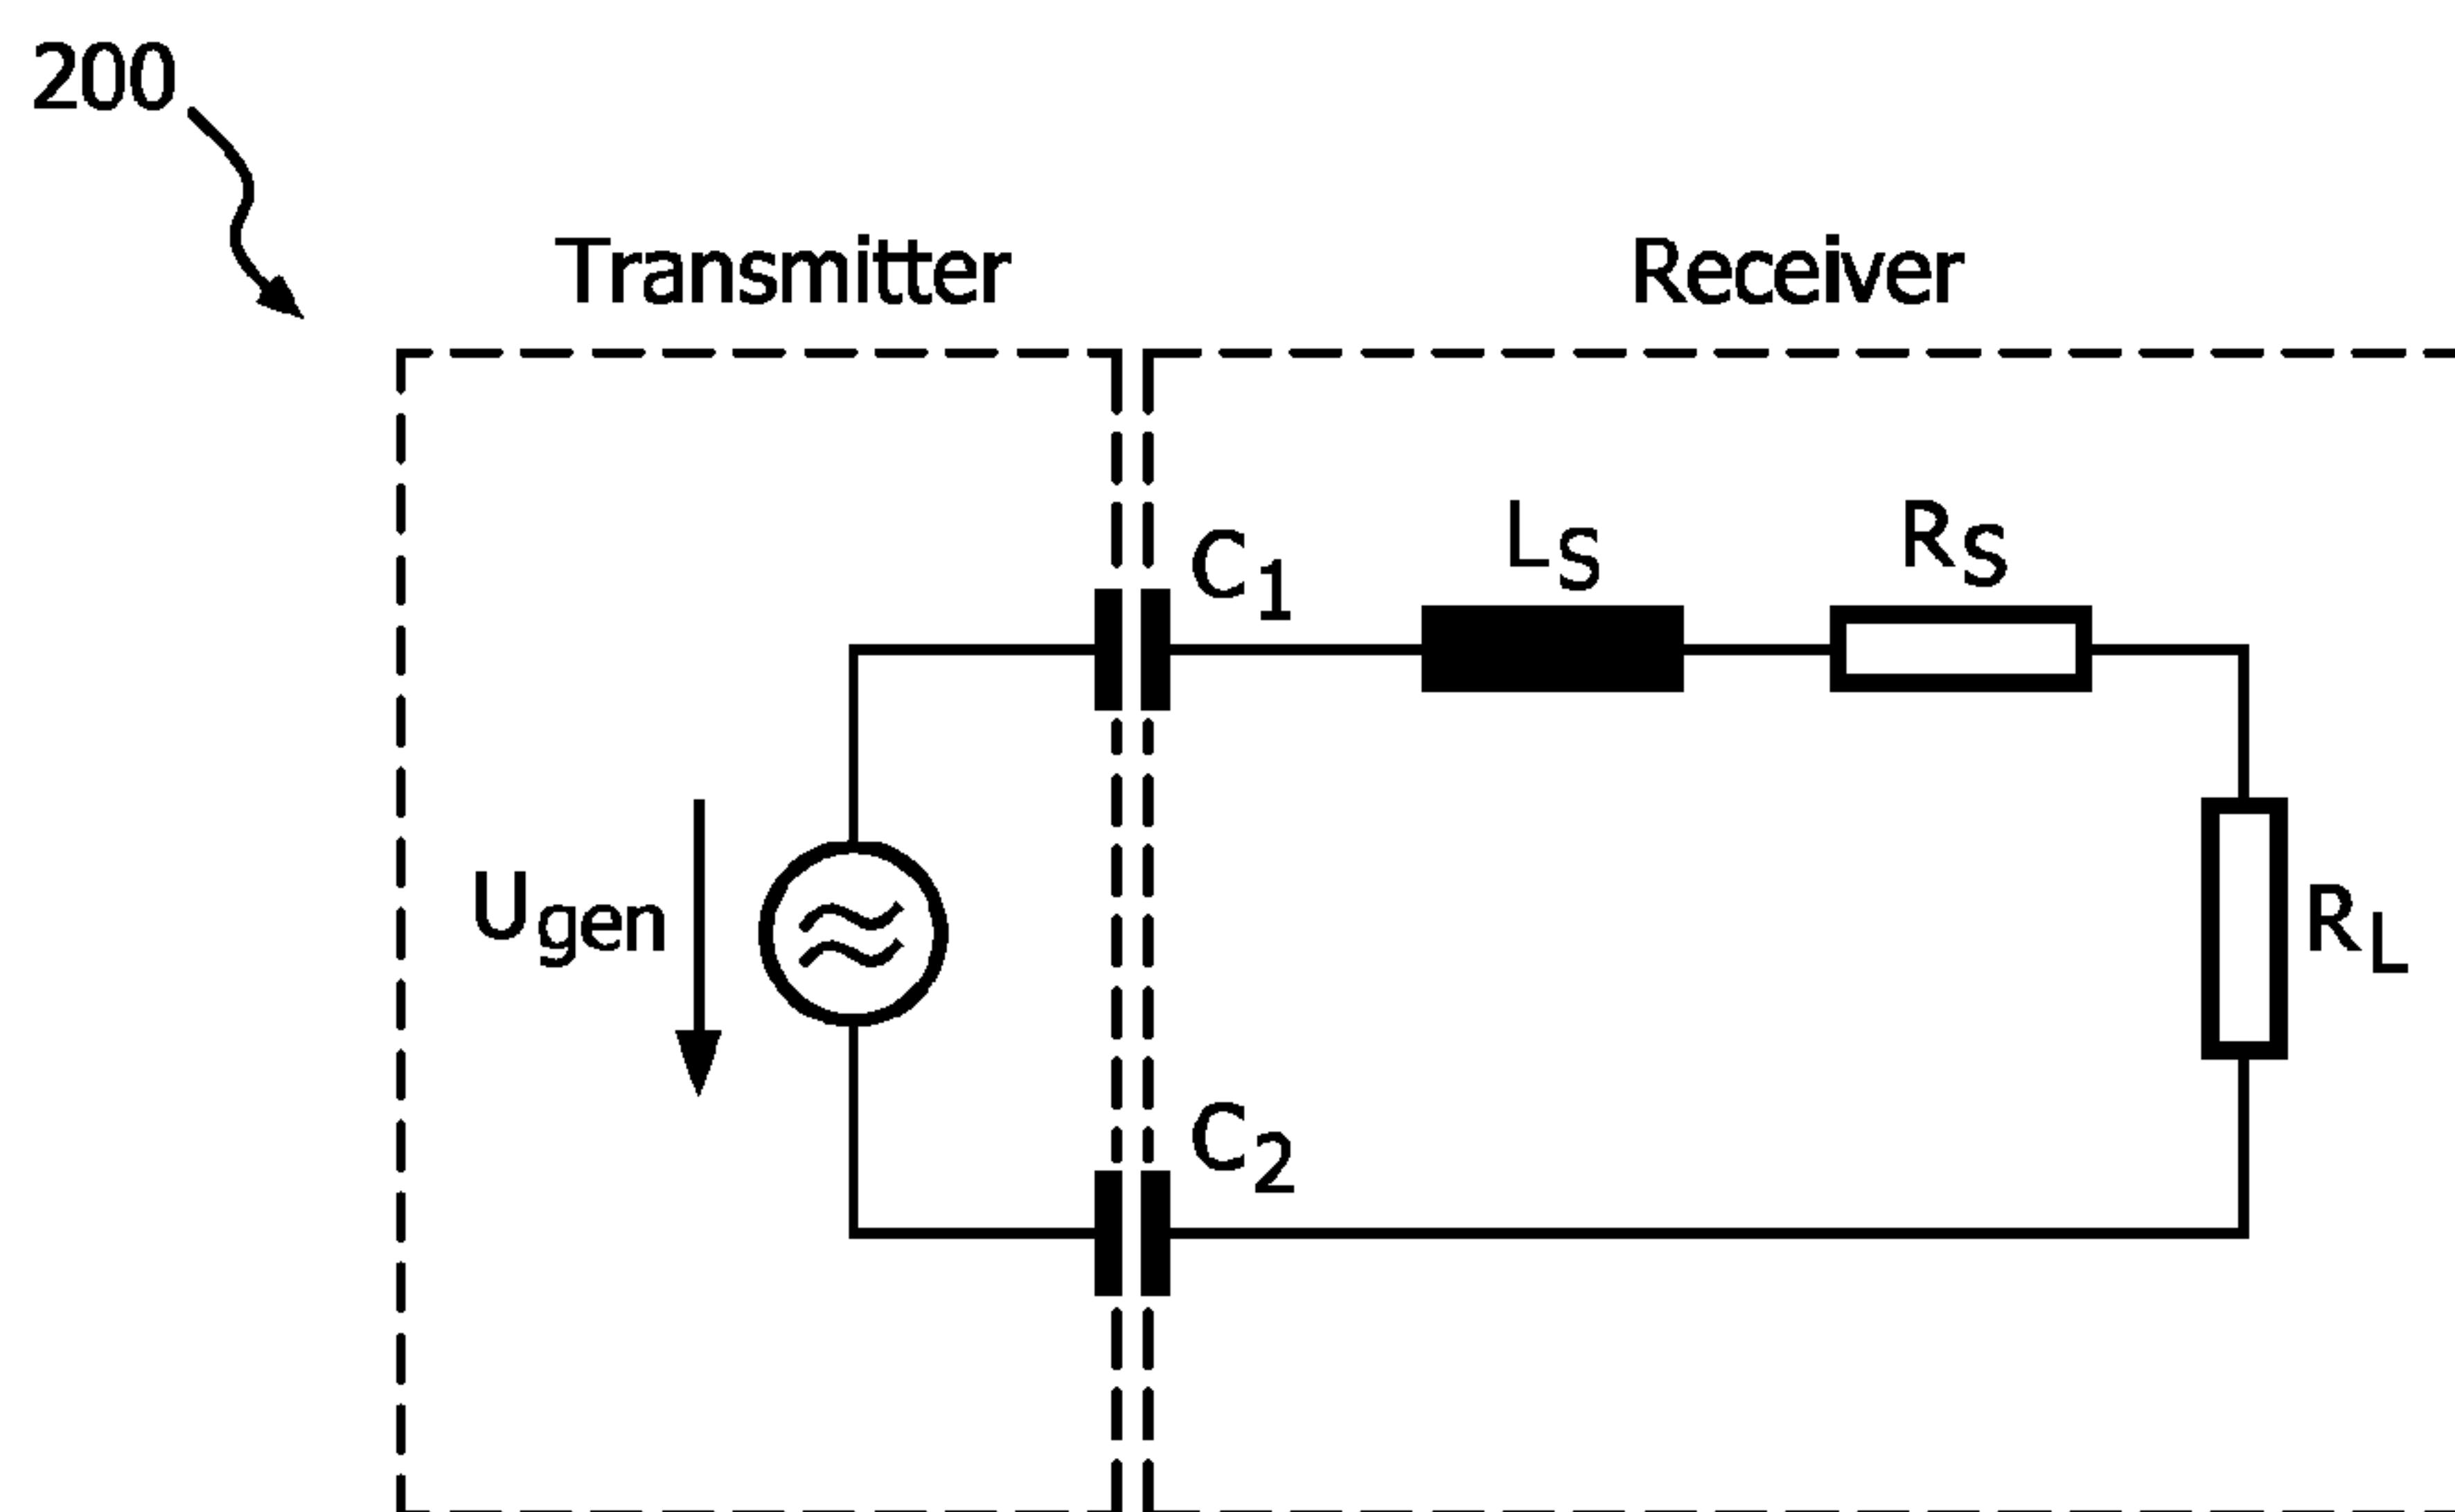 200
Transmitter
Receiver
C1
LS
RS
Ugen
RL
C2